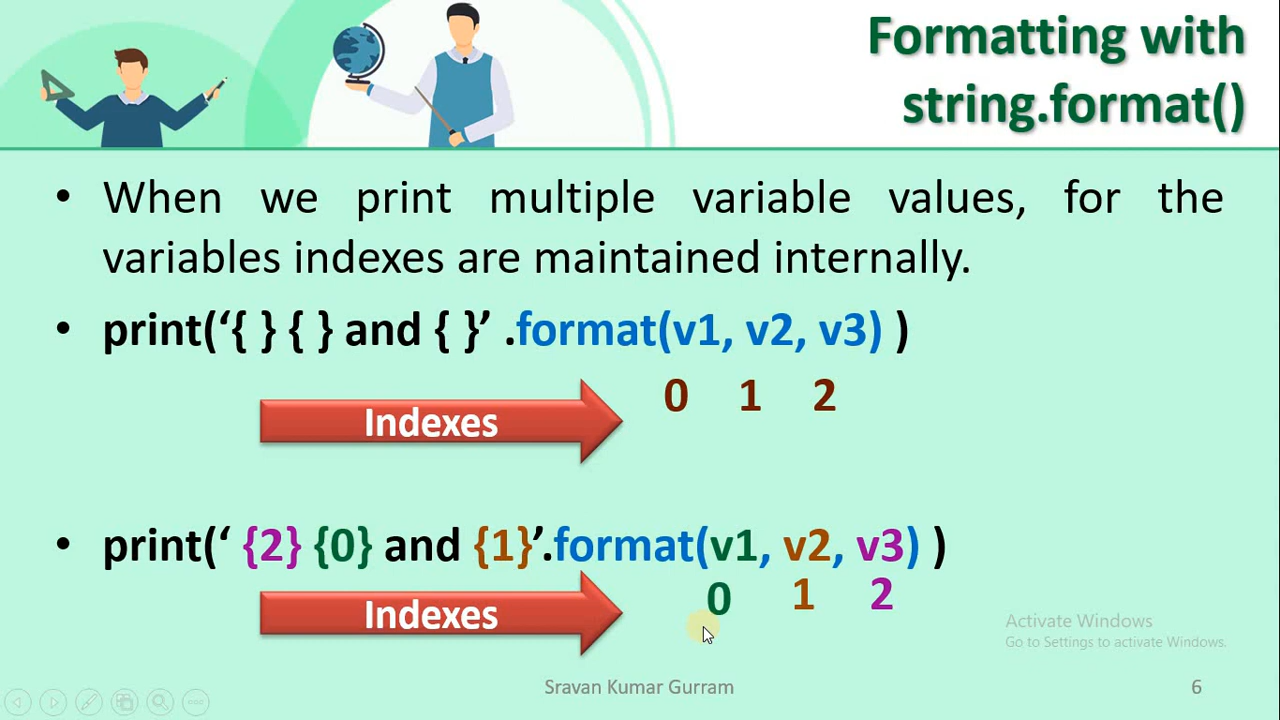 Formatting with
string.format()
• When we print multiple variable values, for the
variables indexes are maintained internally.
• print(‘{ } { } and { }’ .format(v1, v2, v3) )
0 1 2
Indexes
• print(‘ {2} {0} and {1}’.format(v1, v2, v3) )
0 1 2
Indexes
Activate Windows
Go to Settings to activate Windows.
Sravan Kumar Gurram
6